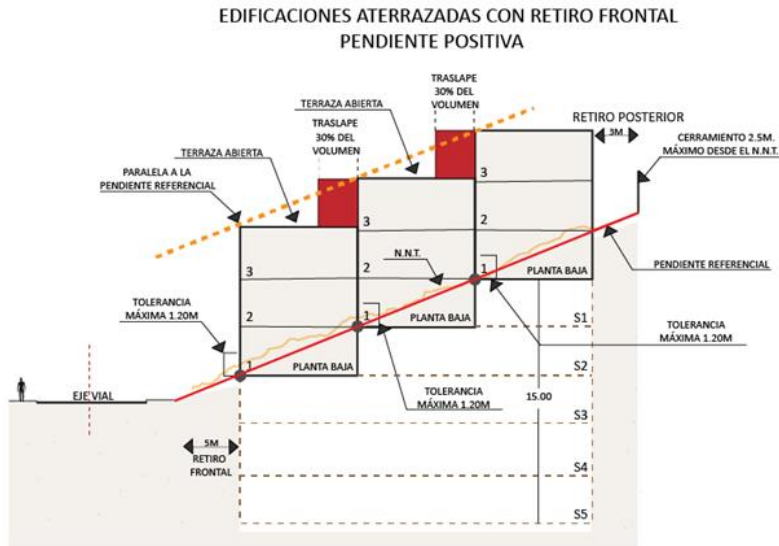 EDIFICACIONES ATERRAZADAS CON RETIRO FRONTAL
PENDIENTE POSITIVA
TRASLAPE
30% DEL
VOLUMEN
TERRAZA ABIERTA
RETIRO POSTERIOR
3M
CERRAMIENTO 2.5M.
MÁXIMO DESDE EL N.N.T.
TRASLAPE
30% DEL
VOLUMEN
TERRAZA ABIERTA
PARALELA A LA
PENDIENTE REFERENCIAL
3
2
1
PLANTA BAJA
3
2
1
N.N.T.
PLANTA BAJA
3
2
1
PLANTA BAJA
PENDIENTE REFERENCIAL
TOLERANCIA
MÁXIMA 1.20M
TOLERANCIA
MÁXIMA 1.20M
TOLERANCIA
MÁXIMA 1.20M
S1
S2
15.00
S3
S4
S5
EJE VIAL
5M
RETIRO
FRONTAL